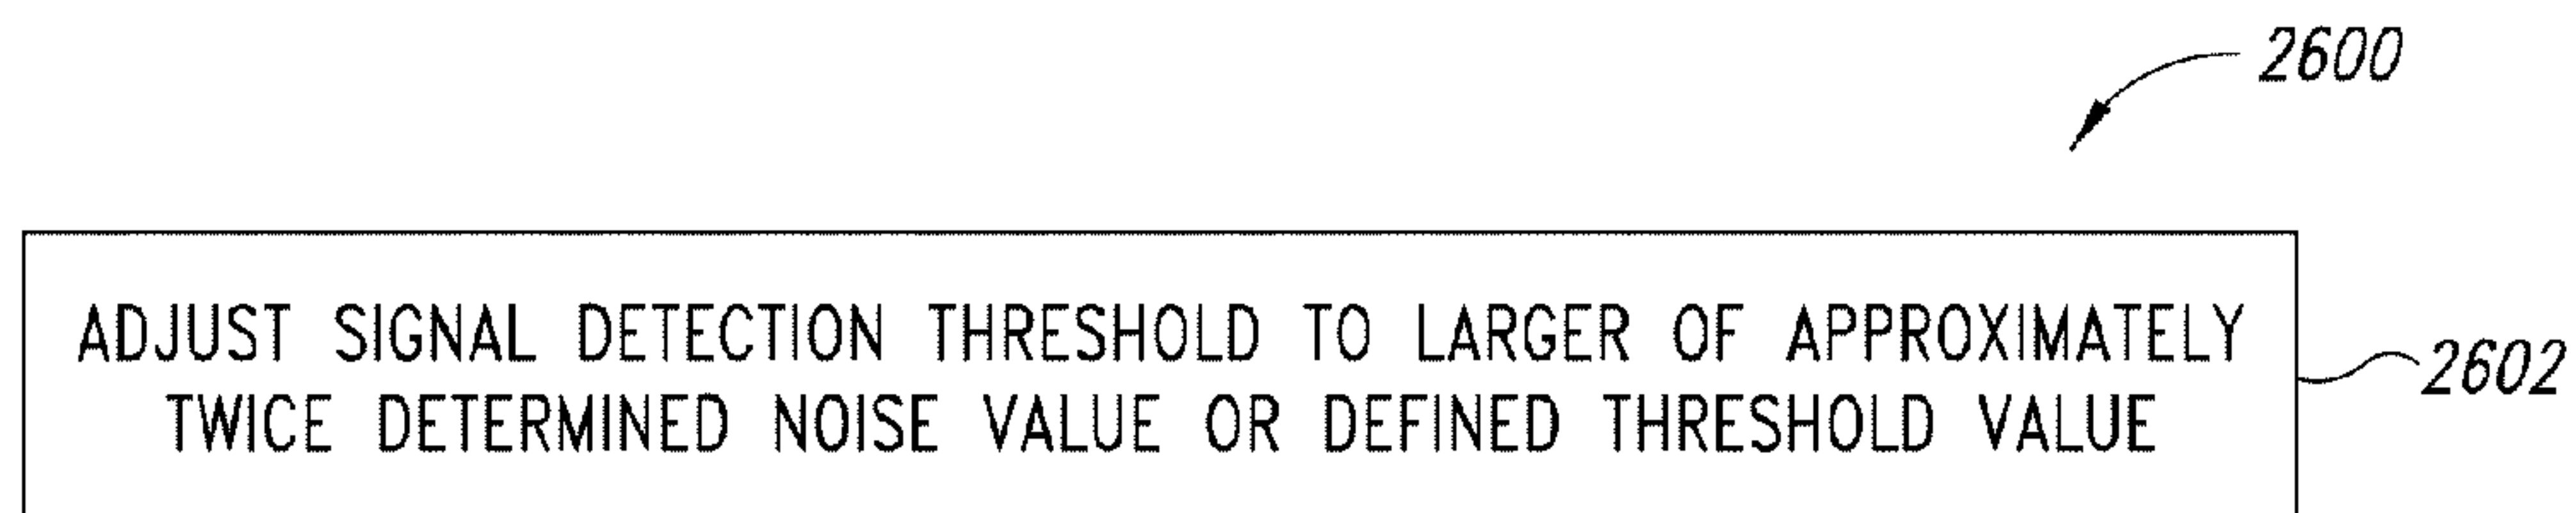 2600
ADJUST SIGNAL DETECTION THRESHOLD TO LARGER OF APPROXIMATELY
TWICE DETERMINED NOISE VALUE OR DEFINED THRESHOLD VALUE
2602